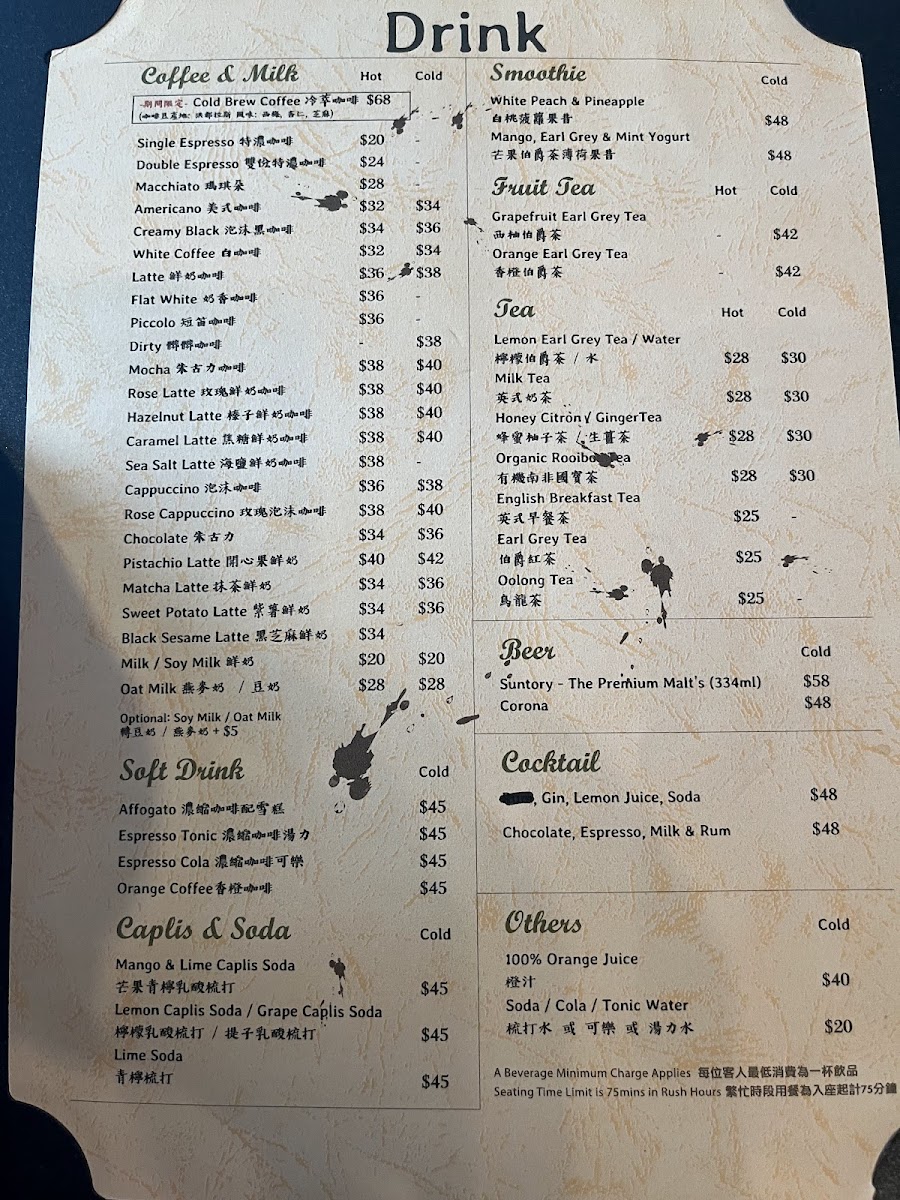 Drink
Coffee & Milk Hot Cold
-期間限定- Cold Brew Coffee 冷萃咖啡 $68
(咖啡豆產地: 洪都拉斯 風味: 西梅, 杏仁, 芝麻)
Single Espresso 特濃咖啡 $20 -
Double Espresso 雙份特濃咖啡 $24 -
Macchiato 瑪琪朵 $28 -
Americano 美式咖啡 $32 $34
Creamy Black 泡沫黑咖啡 $34 $36
White Coffee 白咖啡 $32 $34
Latte 鮮奶咖啡 $36 $38
Flat White 奶香咖啡 $36 -
Piccolo 短笛咖啡 $36 -
Dirty 髒髒咖啡 - $38
Mocha 朱古力咖啡 $38 $40
Rose Latte 玫瑰鮮奶咖啡 $38 $40
Hazelnut Latte 榛子鮮奶咖啡 $38 $40
Caramel Latte 焦糖鮮奶咖啡 $38 $40
Sea Salt Latte 海鹽鮮奶咖啡 $38 -
Cappuccino 泡沫咖啡 $36 $38
Rose Cappuccino 玫瑰泡沫咖啡 $38 $40
Chocolate 朱古力 $34 $36
Pistachio Latte 開心果鮮奶 $40 $42
Matcha Latte 抹茶鮮奶 $34 $36
Sweet Potato Latte 紫薯鮮奶 $34 $36
Black Sesame Latte 黑芝麻鮮奶 $34
Milk / Soy Milk 鮮奶 $20 $20
Oat Milk 燕麥奶 / 豆奶 $28 $28
Optional: Soy Milk / Oat Milk
轉豆奶 / 燕麥奶 + $5
Soft Drink Cold
Affogato 濃縮咖啡配雪糕 $45
Espresso Tonic 濃縮咖啡湯力 $45
Espresso Cola 濃縮咖啡可樂 $45
Orange Coffee香橙咖啡 $45
Caplis & Soda Cold
Mango & Lime Caplis Soda
芒果青檸乳酸梳打 $45
Lemon Caplis Soda / Grape Caplis Soda
檸檬乳酸梳打 / 提子乳酸梳打 $45
Lime Soda
青檸梳打 $45
Smoothie Cold
White Peach & Pineapple
白桃菠蘿果昔 $48
Mango, Earl Grey & Mint Yogurt
芒果伯爵茶薄荷果昔 $48
Fruit Tea Hot Cold
Grapefruit Earl Grey Tea
西柚伯爵茶 - $42
Orange Earl Grey Tea
香橙伯爵茶 - $42
Tea Hot Cold
Lemon Earl Grey Tea / Water
檸檬伯爵茶 / 水 $28 $30
Milk Tea
英式奶茶 $28 $30
Honey Citron / GingerTea
蜂蜜柚子茶 / 生薑茶 $28 $30
Organic Rooibos Tea
有機南非國寶茶 $28 $30
English Breakfast Tea
英式早餐茶 $25 -
Earl Grey Tea
伯爵紅茶 $25
Oolong Tea
烏龍茶 $25 -
Beer Cold
Suntory - The Premium Malt's (334ml) $58
Corona $48
Cocktail
, Gin, Lemon Juice, Soda $48
Chocolate, Espresso, Milk & Rum $48
Others Cold
100% Orange Juice
橙汁 $40
Soda / Cola / Tonic Water
梳打水 或 可樂 或 湯力水 $20
A Beverage Minimum Charge Applies 每位客人最低消費為一杯飲品
Seating Time Limit is 75mins in Rush Hours 繁忙時段用餐為入座起計75分鐘